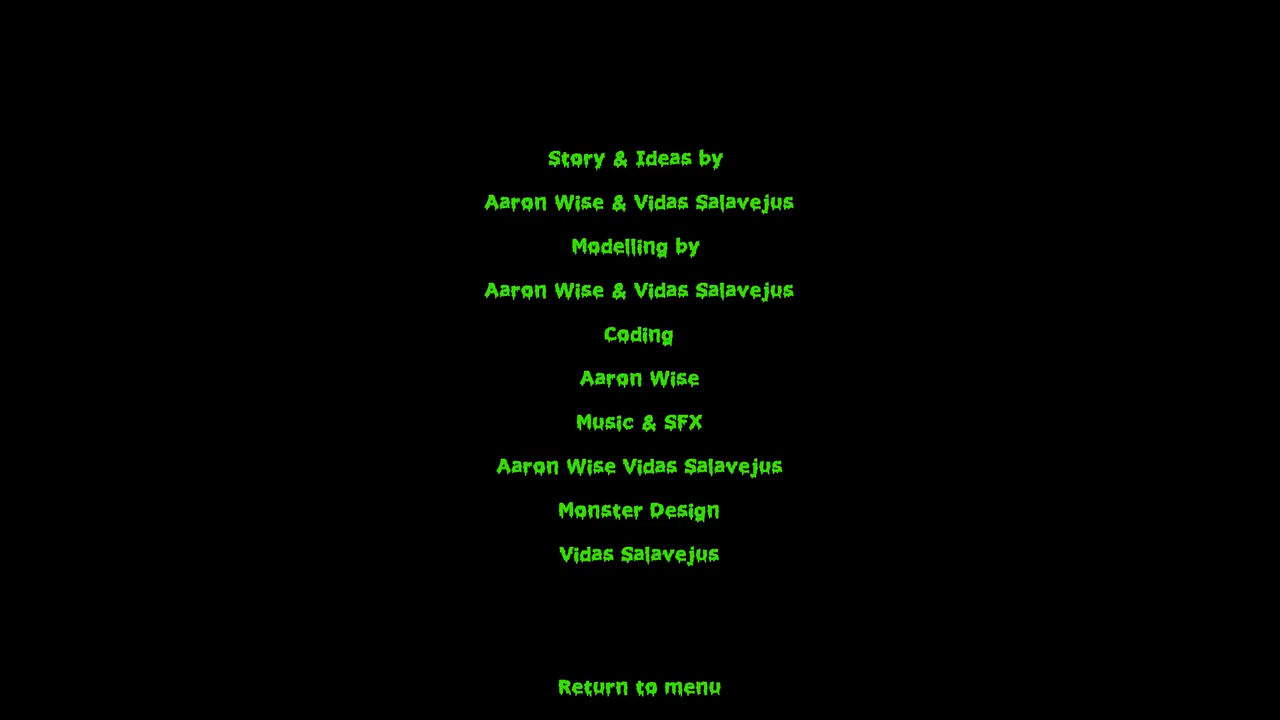 Story & Ideas by
Aaron Wise & Vidas Salavejus
Modelling by
Aaron Wise & Vidas Salavejus
Coding
Aaron Wise
Music & SFX
Aaron Wise Vidas Salavejus
Monster Design
Vidas Salavejus
Return to menu